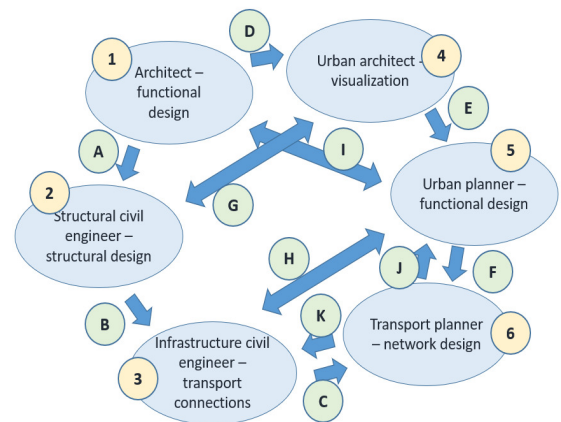 D
1
Architect –
functional
design
Urban architect -
visualization
4
A
I
E
5
Urban planner –
functional design
2
Structural civil
engineer –
structural design
G
H
J
F
B
K
Infrastructure civil
engineer –
transport
connections
3
Transport planner
– network design
6
C